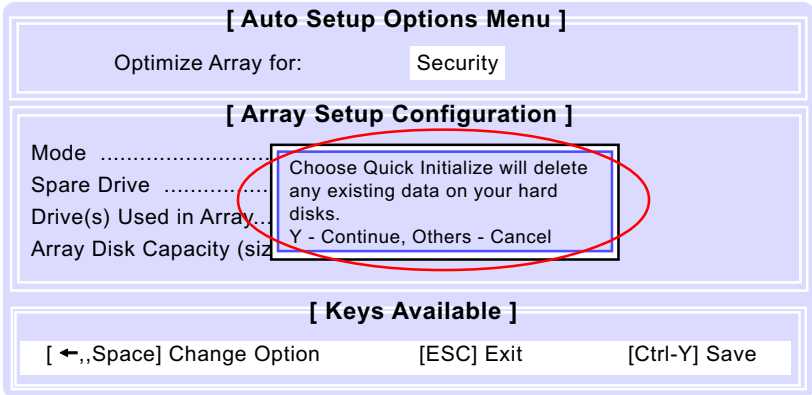 [ Auto Setup Options Menu ]
Optimize Array for: Security
[ Array Setup Configuration ]
Mode ..........................
Spare Drive ................
Drive(s) Used in Array...
Array Disk Capacity (siz
Choose Quick Initialize will delete
any existing data on your hard
disks.
Y - Continue, Others - Cancel
[ Keys Available ]
[ ←,,Space] Change Option [ESC] Exit [Ctrl-Y] Save